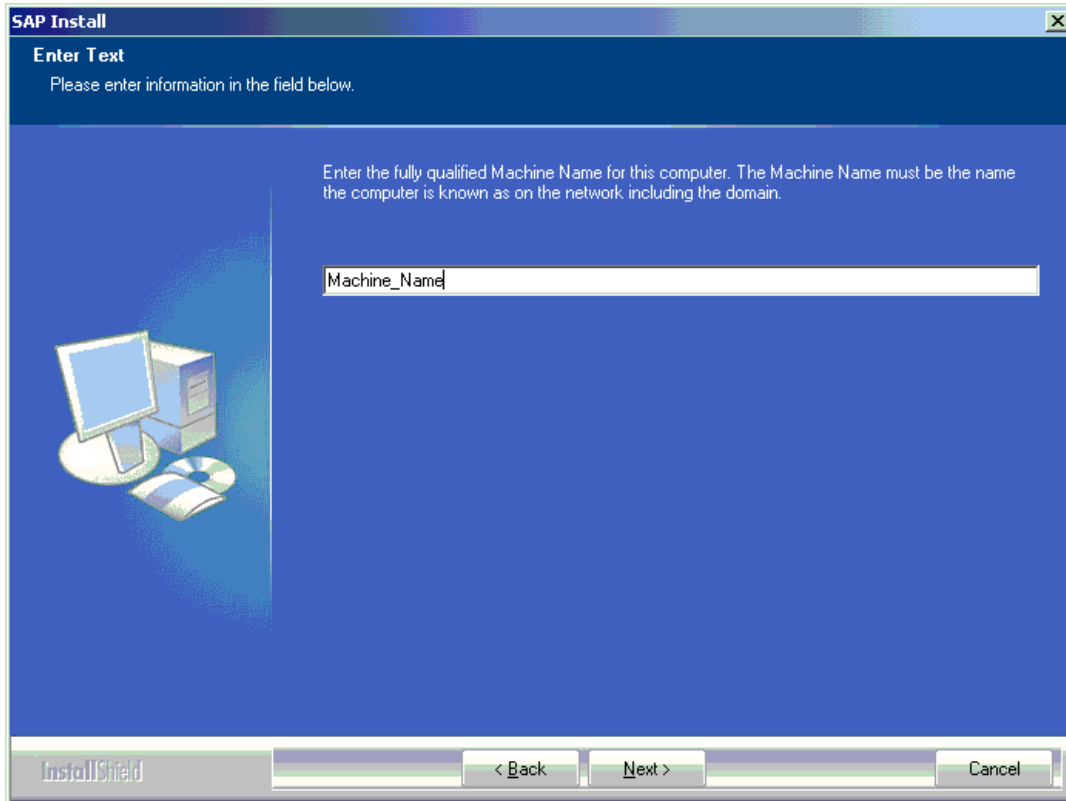 SAP Install
Enter Text
Please enter information in the field below.
Enter the fully qualified Machine Name for this computer. The Machine Name must be the name
the computer is known as on the network including the domain.
Machine_Name
InstallShield
< Back
Next >
Cancel